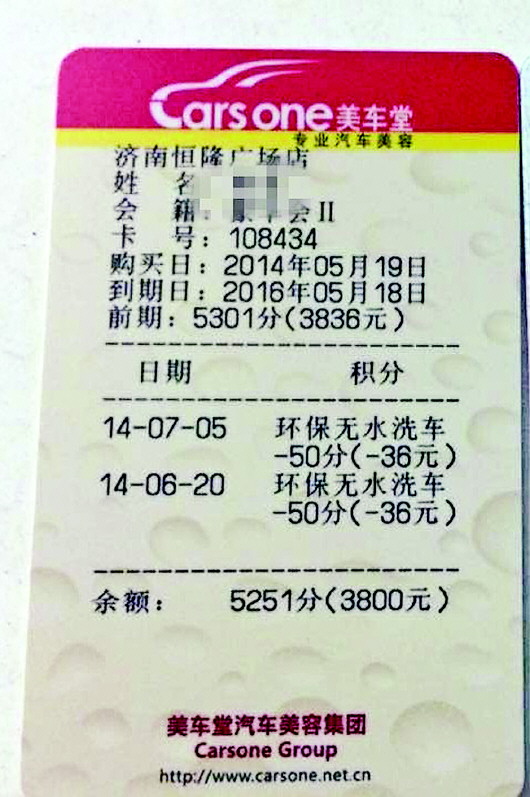 Carsone美车堂
专业汽车美容
济南恒隆广场店
姓 名
会 籍: 会II
卡 号: 108434
购买日: 2014年05月19日
到期日: 2016年05月18日
前期: 5301分(3836元)
日期 积分
14-07-05 环保无水洗车
-50分(-36元)
14-06-20 环保无水洗车
-50分(-36元)
余额: 5251分(3800元)
美车堂汽车美容集团
Carsone Group
http://www.carsone.net.cn